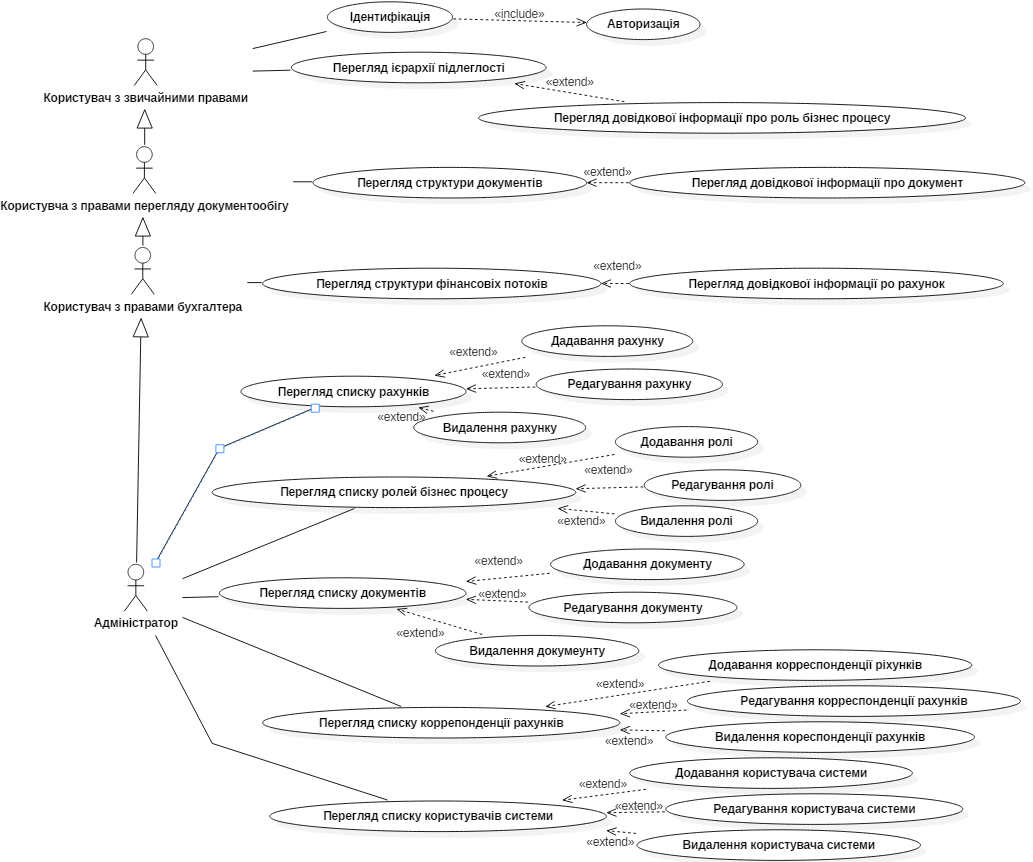 Ідентифікація
«include»
Авторизація
Перегляд ієрархії підлеглості
«extend»
Користувач з звичайними правами
Перегляд довідкової інформації про роль бізнес процесу
Перегляд структури документів
«extend»
Перегляд довідкової інформації про документ
Користувча з правами перегляду документообігу
«extend»
Перегляд структури фінансовіх потоків
Перегляд довідкової інформації ро рахунок
Користувач з правами бухгалтера
Дадавання рахунку
«extend»
«extend»
Редагування рахунку
Перегляд списку рахунків
«extend»
Видалення рахунку
Додавання ролі
«extend»
«extend»
Редагування ролі
Перегляд списку ролей бізнес процесу
«extend»
Видалення ролі
«extend»
Додавання документу
Перегляд списку документів
«extend»
Редагування документу
Адміністратор
«extend»
Видалення докумеунту
Додавання корреспонденції ріхунків
«extend»
Редагування корреспонденції рахунків
«extend»
Перегляд списку коррепонденції рахунків
Видалення кореспонденції рахунків
«extend»
Додавання користувача системи
«extend»
«extend»
Редагування користувача системи
Перегляд списку користувачів системи
«extend»
Видалення користувача системи